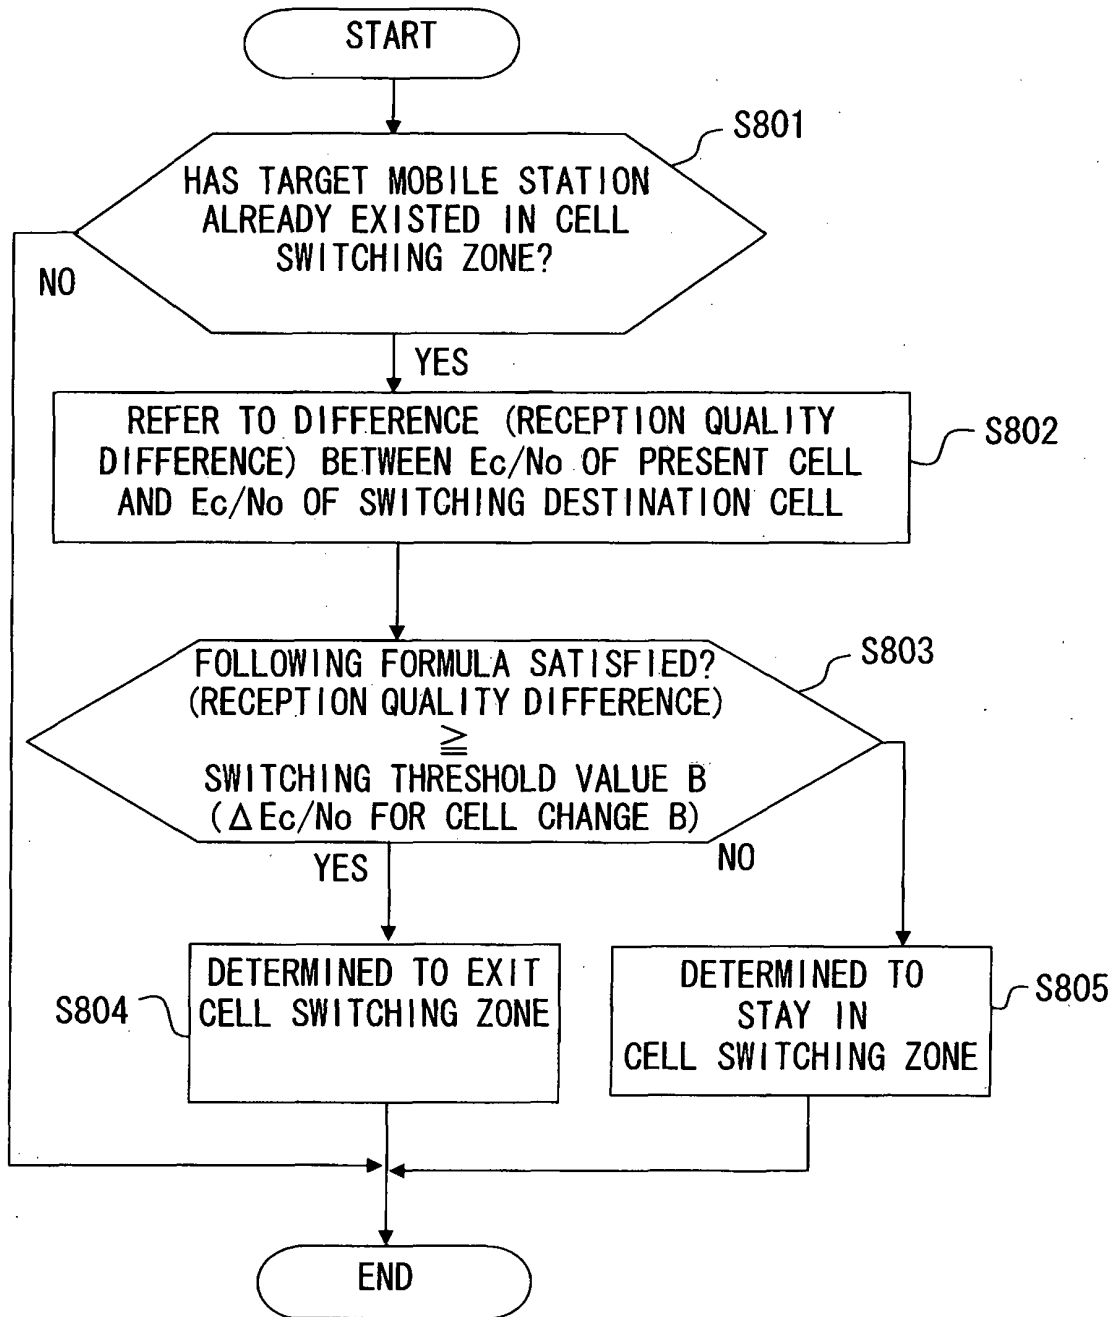 START
S801
HAS TARGET MOBILE STATION
ALREADY EXISTED IN CELL
SWITCHING ZONE?
NO
YES
REFER TO DIFFERENCE (RECEPTION QUALITY
DIFFERENCE) BETWEEN Ec/No OF PRESENT CELL
AND Ec/No OF SWITCHING DESTINATION CELL
S802
FOLLOWING FORMULA SATISFIED?
(RECEPTION QUALITY DIFFERENCE)
≧
SWITCHING THRESHOLD VALUE B
(ΔEc/No FOR CELL CHANGE B)
S803
YES
NO
DETERMINED TO EXIT
CELL SWITCHING ZONE
S804
DETERMINED TO
STAY IN
CELL SWITCHING ZONE
S805
END